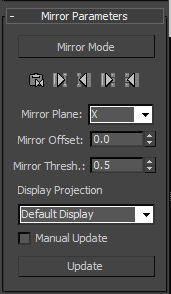 - Mirror Parameters
Mirror Mode
Mirror Plane: X
Mirror Offset: 0.0
Mirror Thresh.: 0.5
Display Projection
Default Display
Manual Update
Update